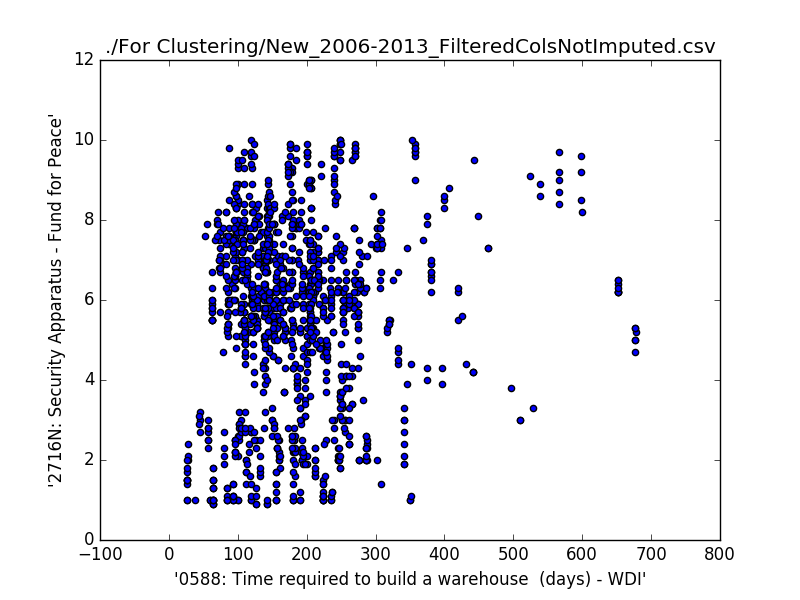 ./For Clustering/New_2006-2013_FilteredColsNotImputed.csv
12
10
8
6
4
2
0
'2716N: Security Apparatus - Fund for Peace'
−100 0 100 200 300 400 500 600 700 800
'0588: Time required to build a warehouse  (days) - WDI'